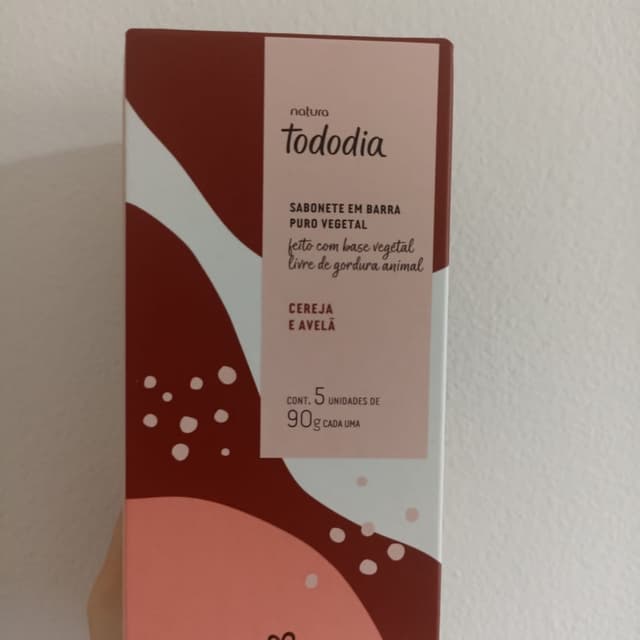 natura
tododia
SABONETE EM BARRA
PURO VEGETAL
feito com base vegetal
livre de gordura animal
CEREJA
E AVELÃ
CONT. 5 UNIDADES DE
90g CADA UMA